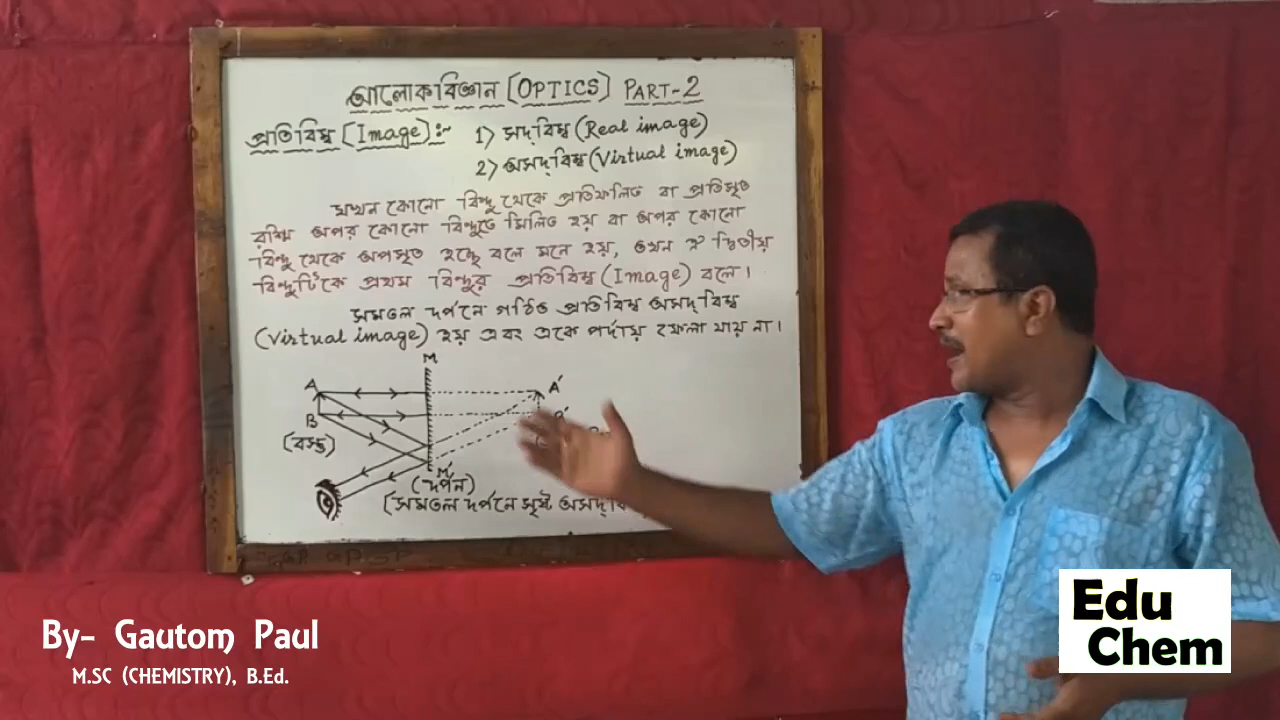 আলোকবিজ্ঞান [OPTICS] PART-2
প্রতিবিম্ব [Image]:-
1) সদ্‌বিম্ব (Real image)
2) অসদ্‌বিম্ব (Virtual image)
যখন কোনো বিন্দু থেকে প্রতিফলিত বা প্রতিসৃত
রশ্মি অপর কোনো বিন্দুতে মিলিত হয় বা অপর কোনো
বিন্দু থেকে অপসৃত হচ্ছে বলে মনে হয়, তখন ঐ দ্বিতীয়
বিন্দুটিকে প্রথম বিন্দুর প্রতিবিম্ব (Image) বলে।
সমতল দর্পনে গঠিত প্রতিবিম্ব অসদ্‌বিম্ব
(Virtual image) হয় এবং একে পর্দায় ফেলা যায় না।
M
A
A'
B
B'
(বস্তু)
M'
(দর্পন)
(সমতল দর্পনে সৃষ্ট
By- Gautom Paul
M.SC (CHEMISTRY), B.Ed.
Edu
Chem